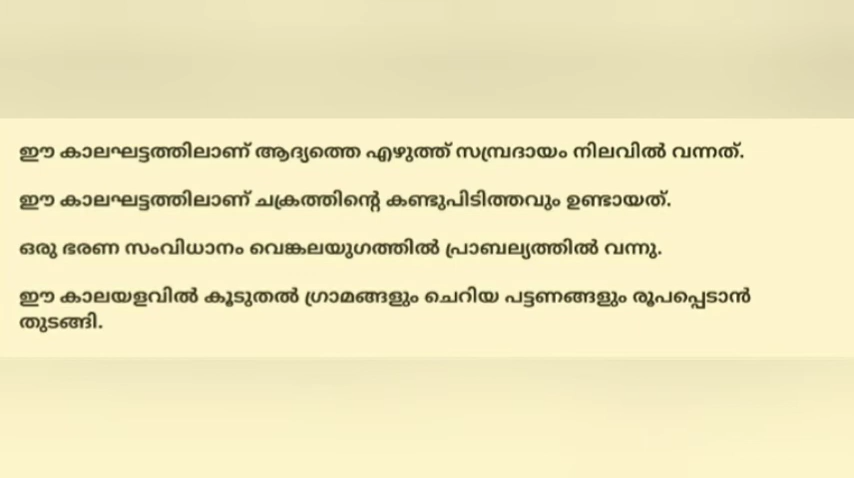 ഈ കാലഘട്ടത്തിലാണ് ആദ്യത്തെ എഴുത്ത് സമ്പ്രദായം നിലവിൽ വന്നത്.
ഈ കാലഘട്ടത്തിലാണ് ചക്രത്തിന്റെ കണ്ടുപിടിത്തവും ഉണ്ടായത്.
ഒരു ഭരണ സംവിധാനം വെങ്കലയുഗത്തിൽ പ്രാബല്യത്തിൽ വന്നു.
ഈ കാലയളവിൽ കൂടുതൽ ഗ്രാമങ്ങളും ചെറിയ പട്ടണങ്ങളും രൂപപ്പെടാൻ
തുടങ്ങി.